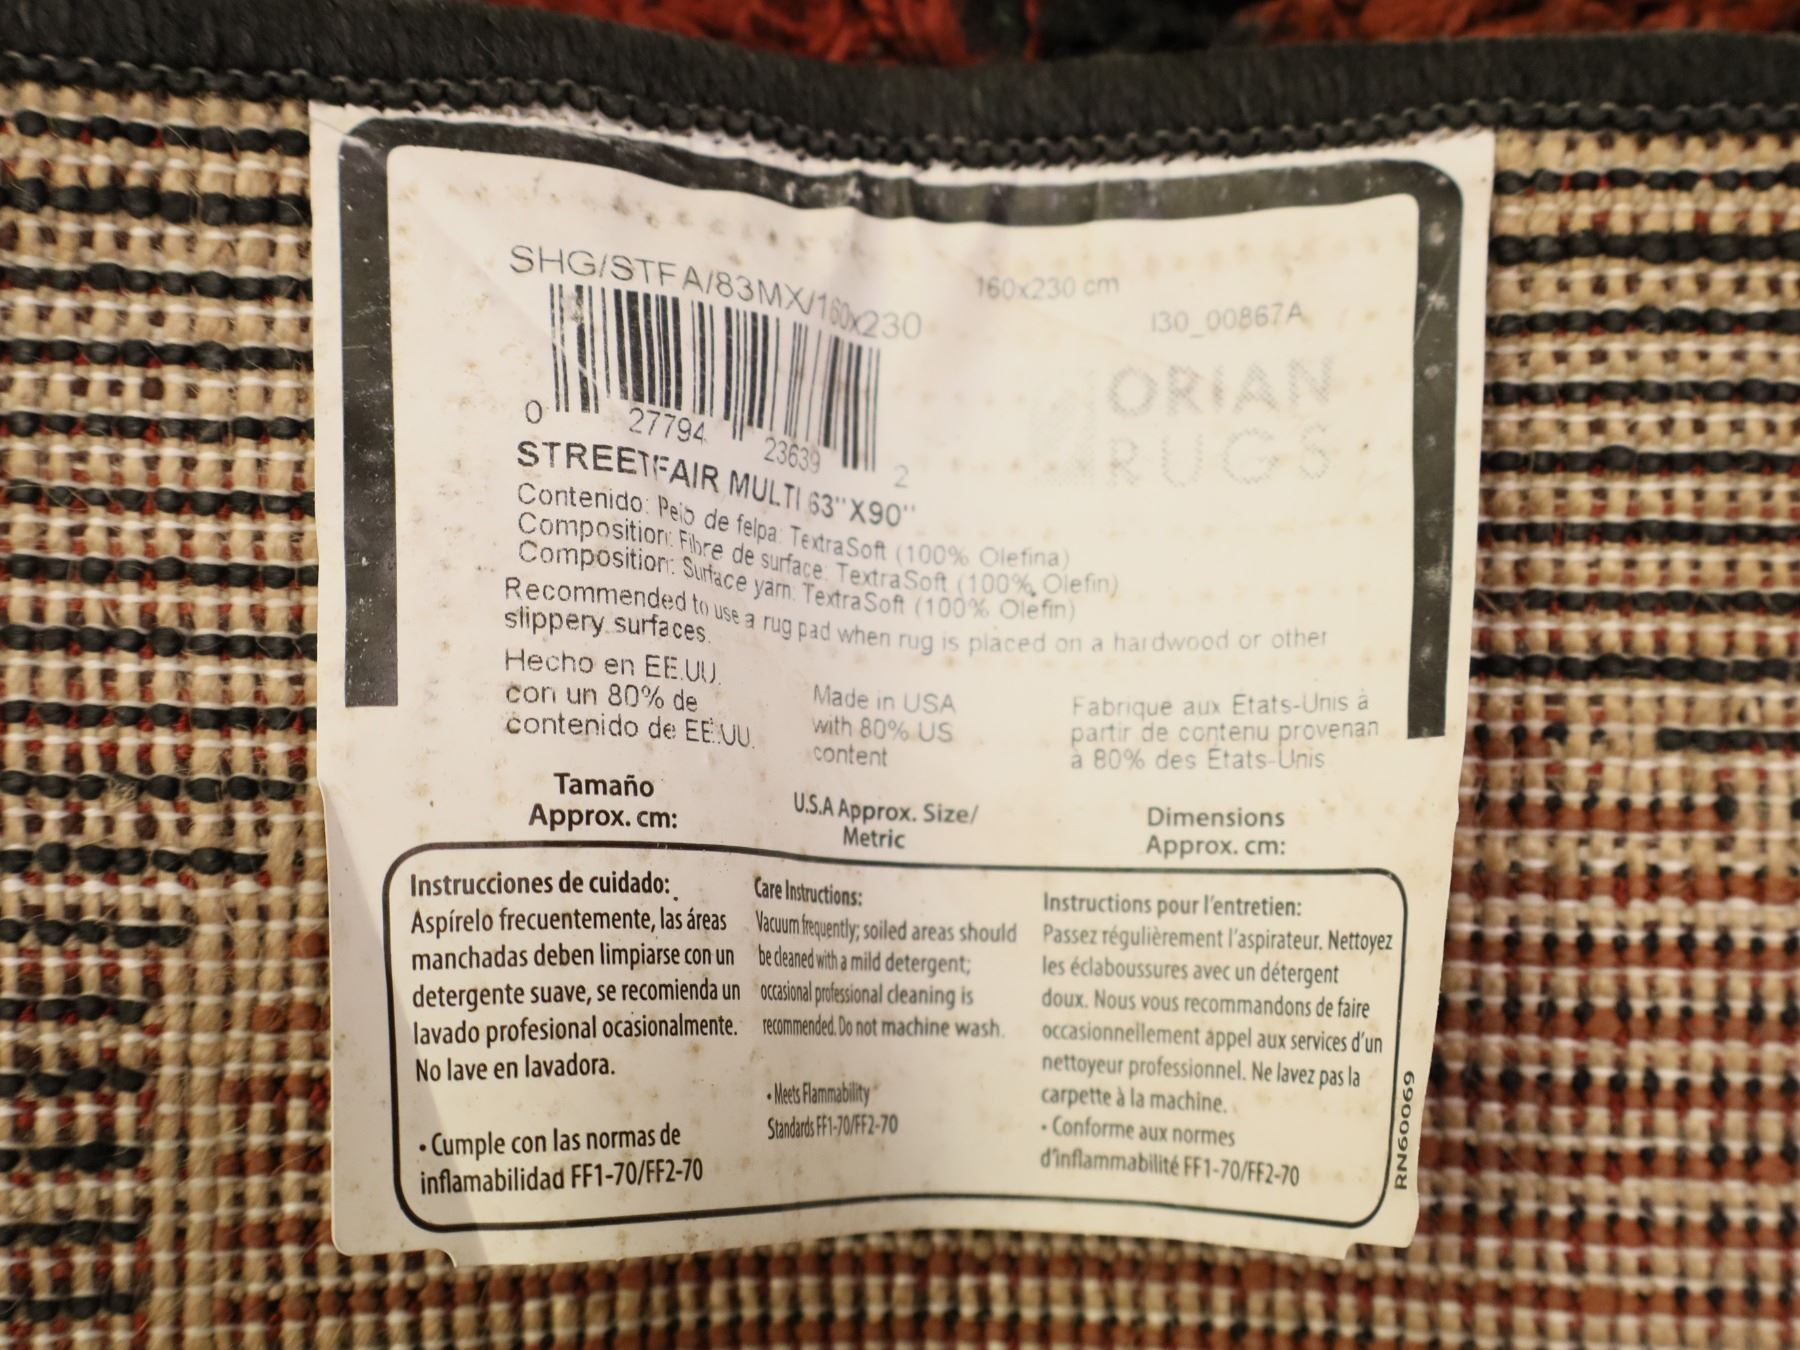 SHG/STFA/83MX/160x230
160x230 cm
I30_00867A
ORIAN
RUGS
0 27794 23639 2
STREETFAIR MULTI 63"X90"
Contenido: Pelo de felpa: TextraSoft (100% Olefina)
Composition: Fibre de surface: TextraSoft (100% Olefin)
Composition: Surface yarn: TextraSoft (100% Olefin)
Recommended to use a rug pad when rug is placed on a hardwood or other
slippery surfaces.
Hecho en EE.UU.
con un 80% de
contenido de EE.UU.
Made in USA
with 80% US
content
Fabriqué aux États-Unis à
partir de contenu provenan
à 80% des États-Unis
Tamaño
Approx. cm:
U.S.A Approx. Size/
Metric
Dimensions
Approx. cm:
Instrucciones de cuidado:
Aspírelo frecuentemente, las áreas
manchadas deben limpiarse con un
detergente suave, se recomienda un
lavado profesional ocasionalmente.
No lave en lavadora.
• Cumple con las normas de
inflamabilidad FF1-70/FF2-70
Care Instructions:
Vacuum frequently; soiled areas should
be cleaned with a mild detergent;
occasional professional cleaning is
recommended. Do not machine wash.
• Meets Flammability
Standards FF1-70/FF2-70
Instructions pour l'entretien:
Passez régulièrement l'aspirateur. Nettoyez
les éclaboussures avec un détergent
doux. Nous vous recommandons de faire
occasionnellement appel aux services d'un
nettoyeur professionnel. Ne lavez pas la
carpette à la machine.
• Conforme aux normes
d'inflammabilité FF1-70/FF2-70
RN60069